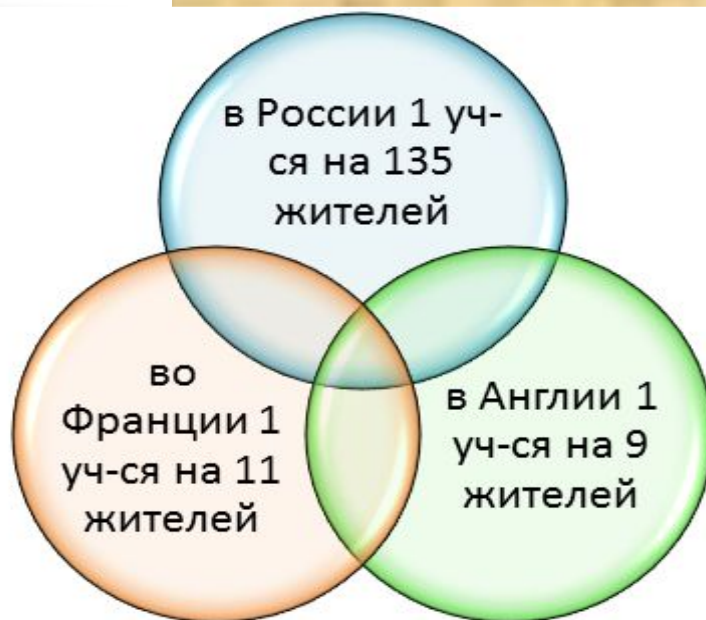 в России 1 уч-
ся на 135
жителей
во
Франции 1
уч-ся на 11
жителей
в Англии 1
уч-ся на 9
жителей